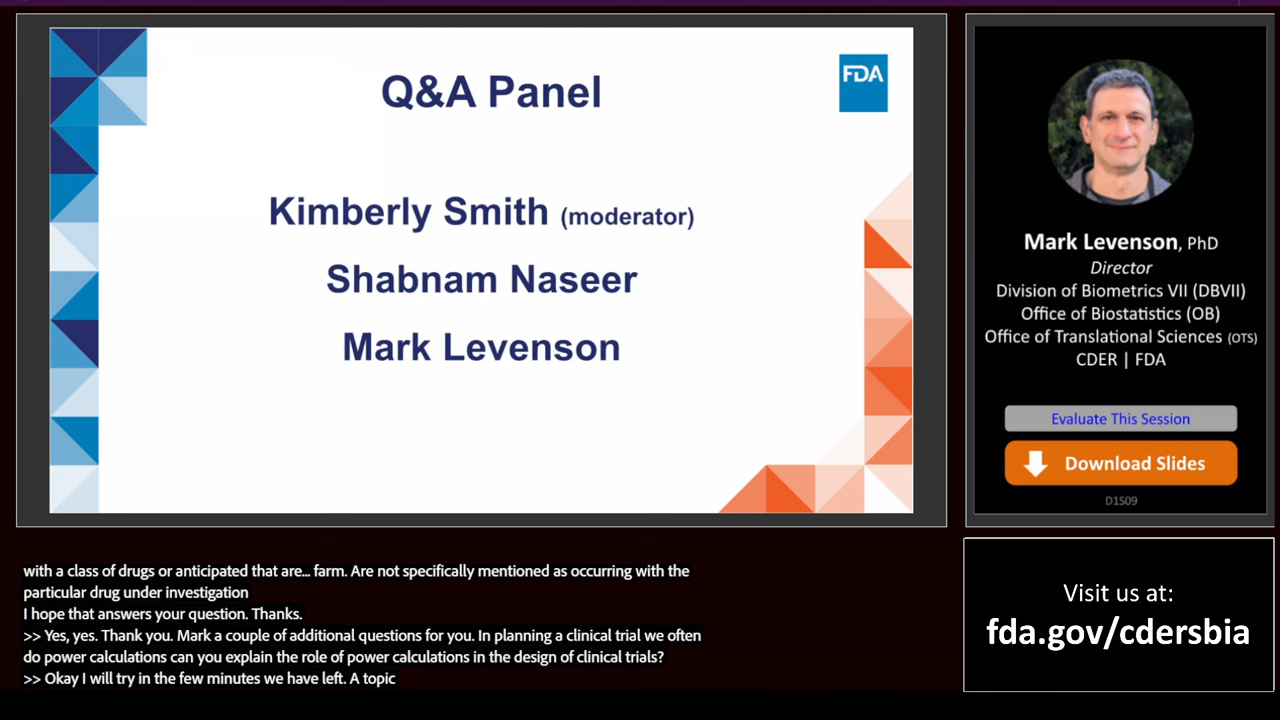 Q&A Panel
FDA
Kimberly Smith (moderator)
Shabnam Naseer
Mark Levenson
Mark Levenson, PhD
Director
Division of Biometrics VII (DBVII)
Office of Biostatistics (OB)
Office of Translational Sciences (OTS)
CDER | FDA
Evaluate This Session
Download Slides
D1S09
with a class of drugs or anticipated that are... farm. Are not specifically mentioned as occurring with the
particular drug under investigation
I hope that answers your question. Thanks.
>> Yes, yes. Thank you. Mark a couple of additional questions for you. In planning a clinical trial we often
do power calculations can you explain the role of power calculations in the design of clinical trials?
>> Okay I will try in the few minutes we have left. A topic
Visit us at:
fda.gov/cdersbia